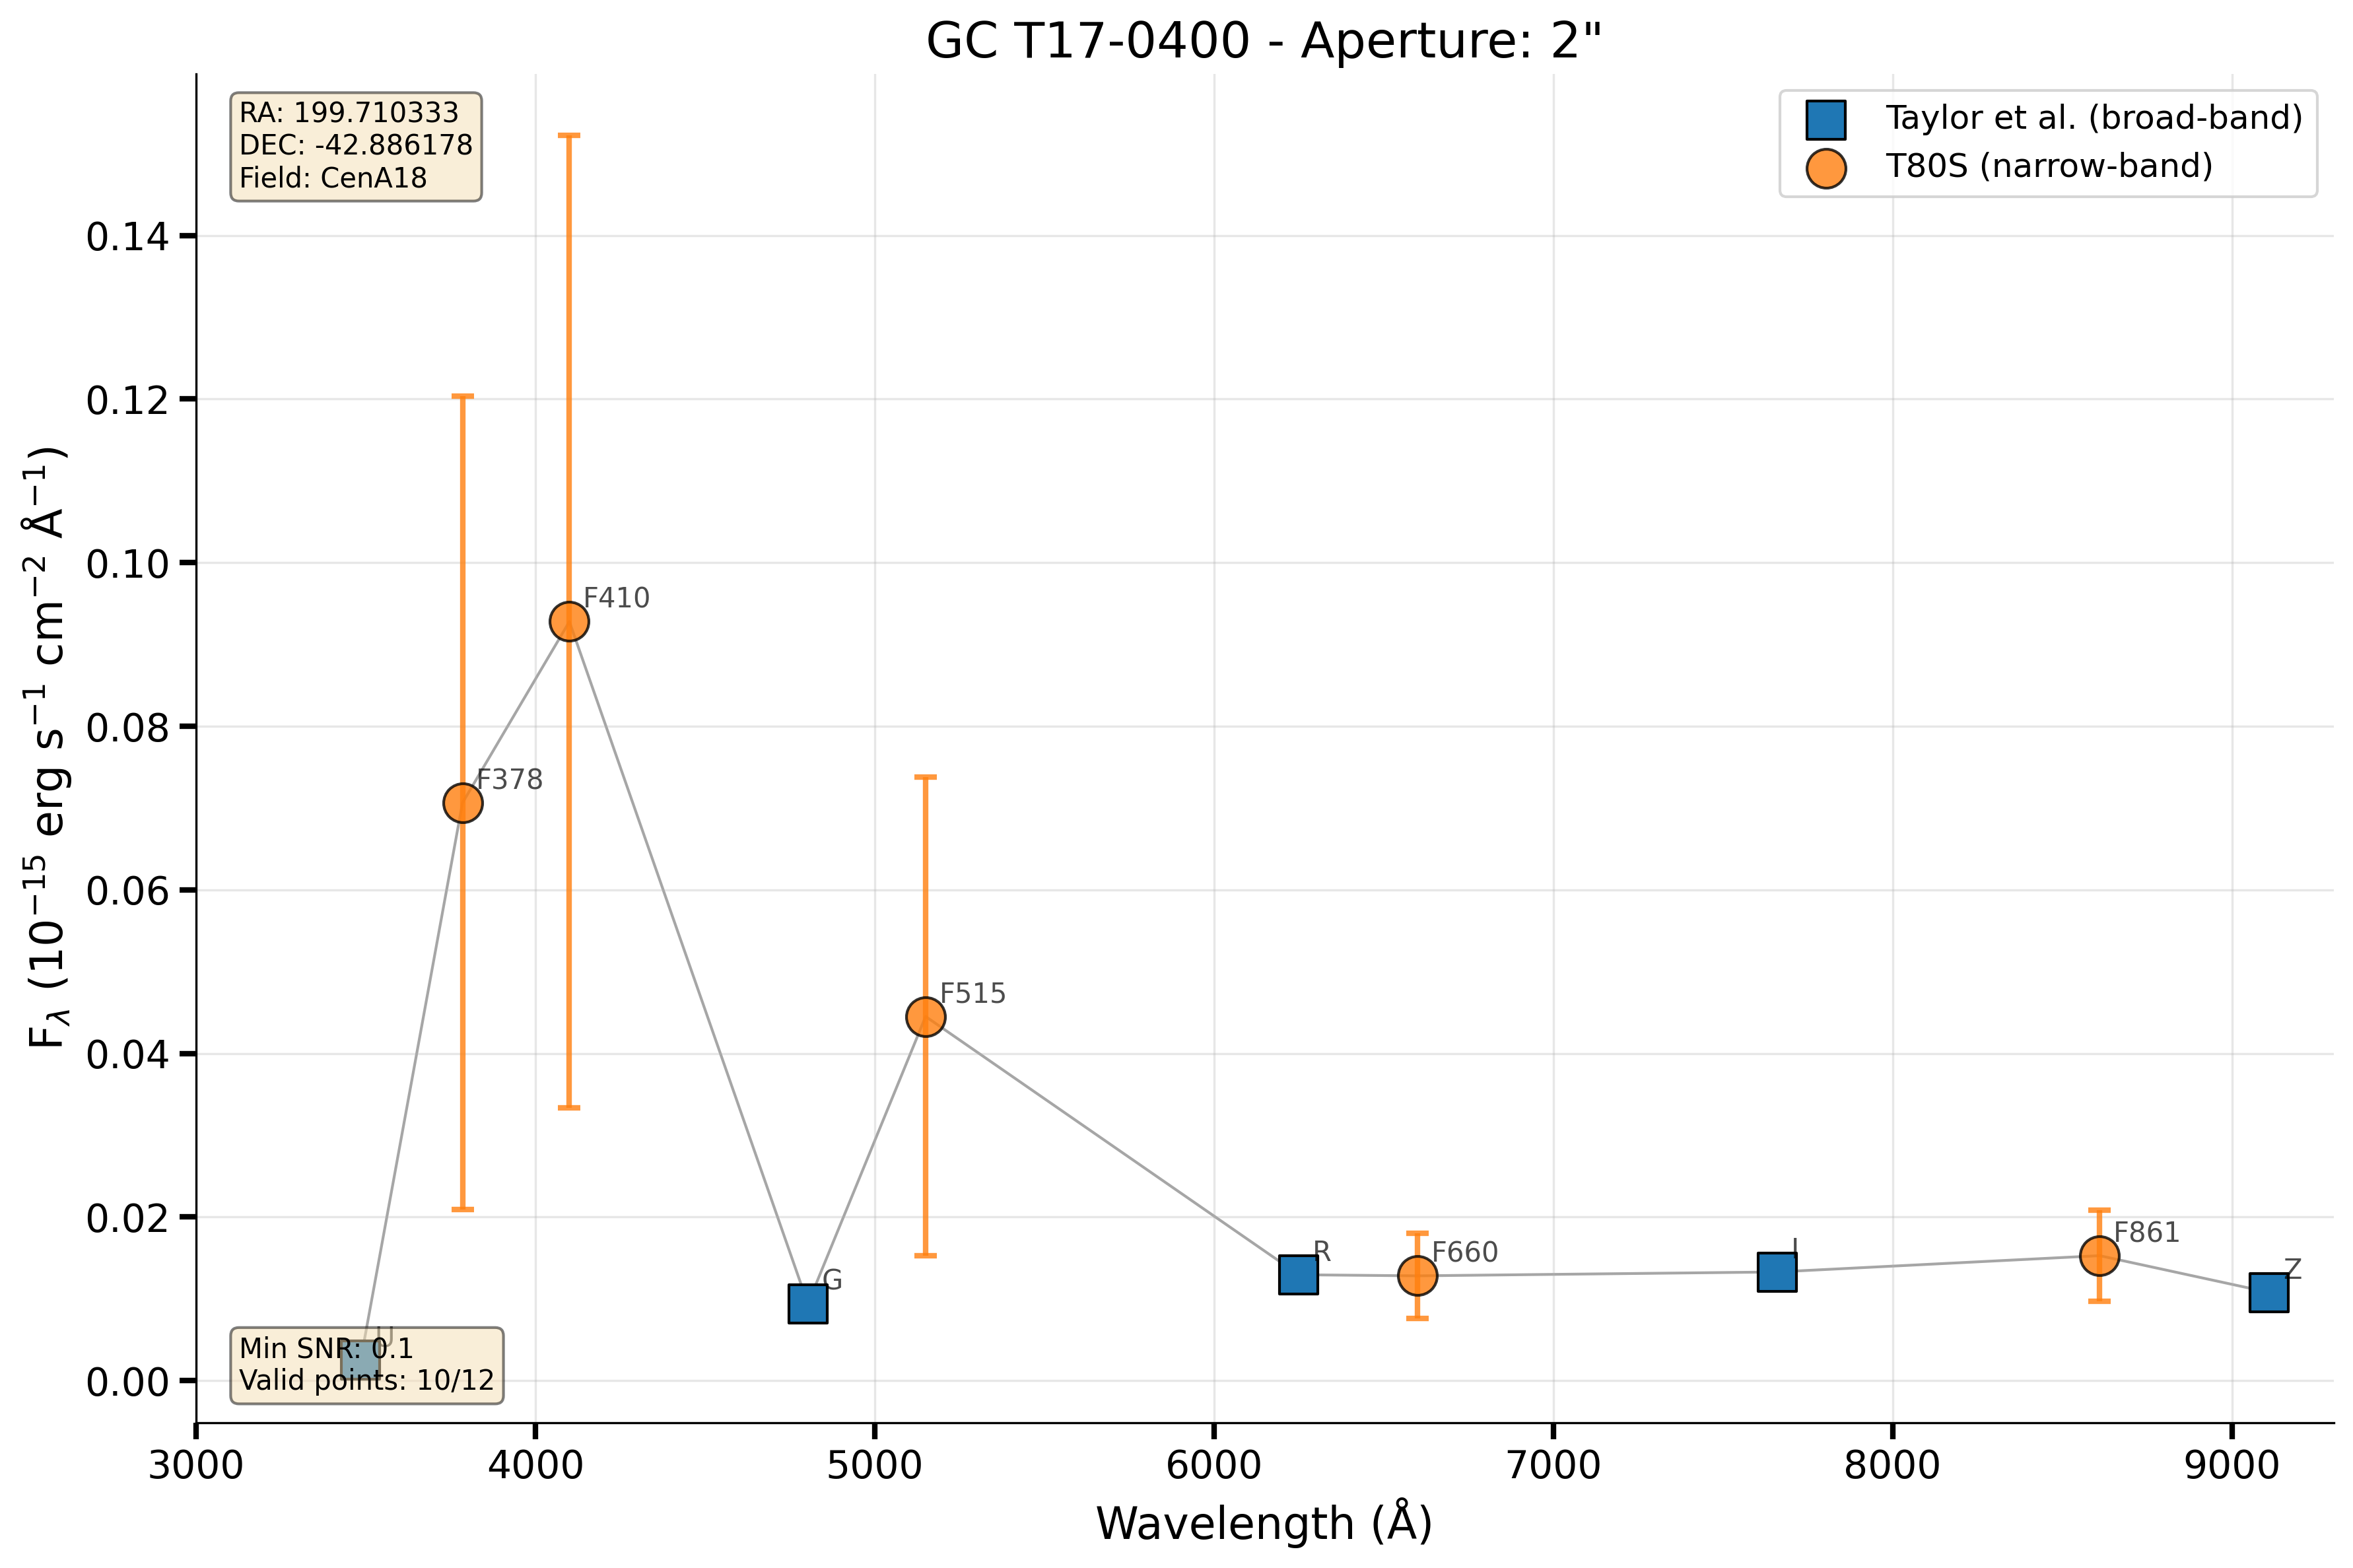 GC T17-0400 - Aperture: 2"
RA: 199.710333
DEC: -42.886178
Field: CenA18
Taylor et al. (broad-band)
T80S (narrow-band)
F_λ (10⁻¹⁵ erg s⁻¹ cm⁻² Å⁻¹)
0.14
0.12
0.10
0.08
0.06
0.04
0.02
0.00
F410
F378
F515
G
R
F660
I
F861
Z
U
Min SNR: 0.1
Valid points: 10/12
3000 4000 5000 6000 7000 8000 9000
Wavelength (Å)